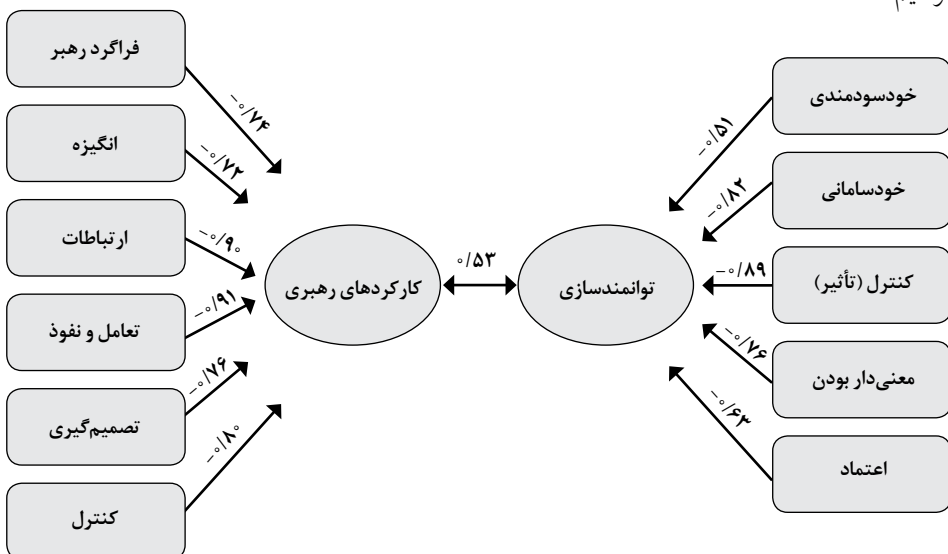 فراگرد رهبر
انگیزه
ارتباطات
تعامل و نفوذ
تصمیم‌گیری
کنترل
–۰/۷۴
–۰/۷۲
–۰/۹۰
–۰/۹۱
–۰/۷۶
–۰/۸۰
کارکردهای رهبری
۰/۵۳
توانمندسازی
–۰/۵۱
–۰/۸۲
–۰/۸۹
–۰/۷۶
–۰/۶۳
خودسودمندی
خودسامانی
کنترل (تأثیر)
معنی‌دار بودن
اعتماد